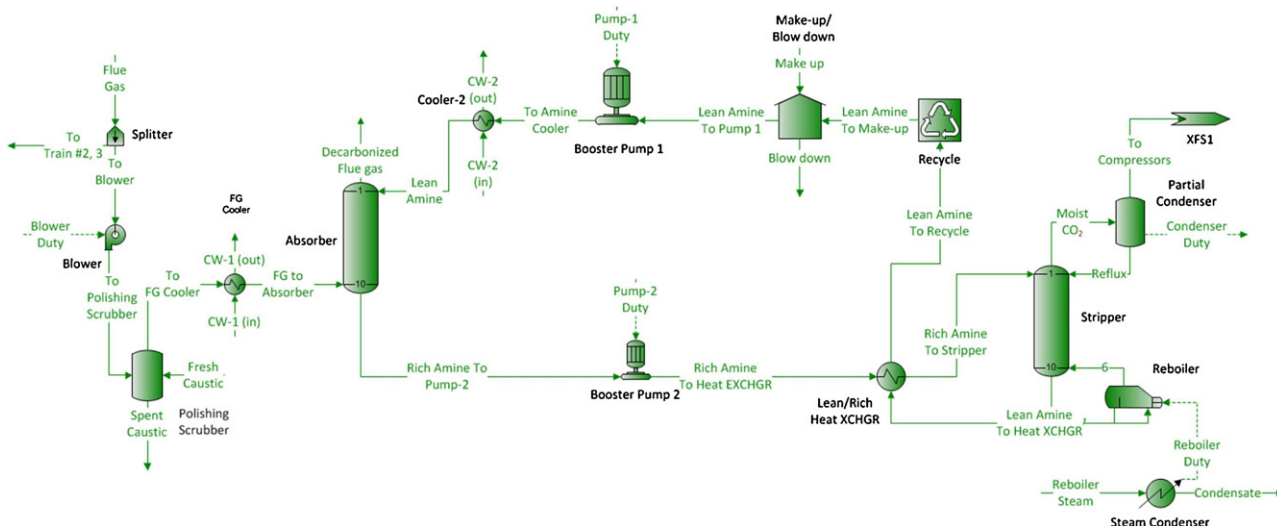 Flue
Gas
Splitter
To
Train #2, 3
To
Blower
Blower
Duty
Blower
To
Polishing
Scrubber
To
FG Cooler
Fresh
Caustic
Spent
Caustic
Polishing
Scrubber
FG
Cooler
CW-1 (out)
CW-1 (in)
FG to
Absorber
Decarbonized
Flue gas
Absorber
1
10
Lean
Amine
Cooler-2
CW-2
(out)
CW-2
(in)
To Amine
Cooler
Pump-1
Duty
Booster Pump 1
Lean Amine
To Pump 1
Make-up/
Blow down
Make up
Blow down
Lean Amine
To Make-up
Recycle
Lean Amine
To Recycle
Rich Amine To
Pump-2
Pump-2
Duty
Booster Pump 2
Rich Amine
To Heat EXCHGR
Lean/Rich
Heat XCHGR
Rich Amine
To Stripper
Moist
CO₂
To
Compressors
XFS1
Partial
Condenser
Condenser
Duty
Reflux
1
10
Stripper
6
Reboiler
Lean Amine
To Heat XCHGR
Reboiler
Duty
Reboiler
Steam
Condensate
Steam Condenser